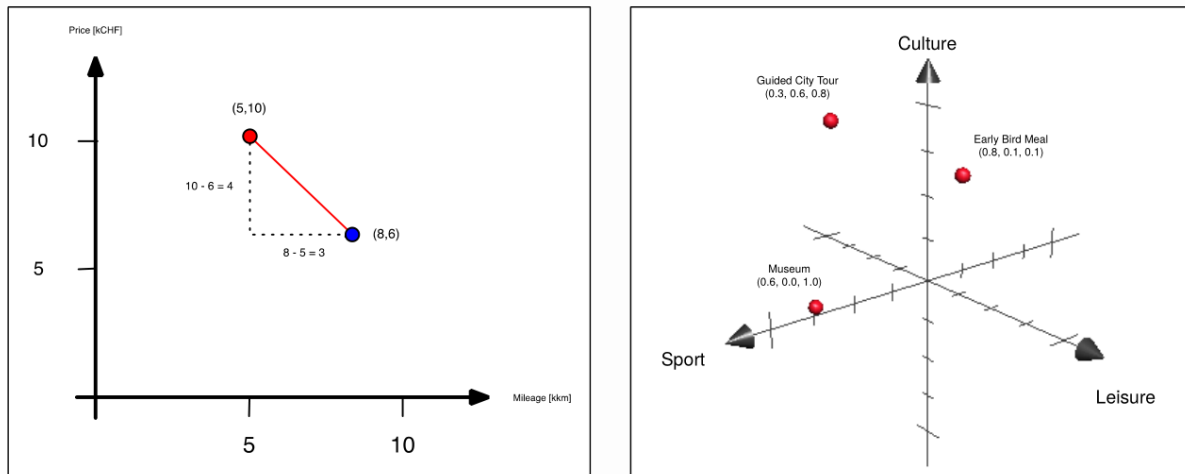 Price [kCHF]
(5,10)
10
10 - 6 = 4
(8,6)
8 - 5 = 3
5
Mileage [kkm]
5
10
Culture
Guided City Tour
(0.3, 0.6, 0.8)
Early Bird Meal
(0.8, 0.1, 0.1)
Museum
(0.6, 0.0, 1.0)
Sport
Leisure